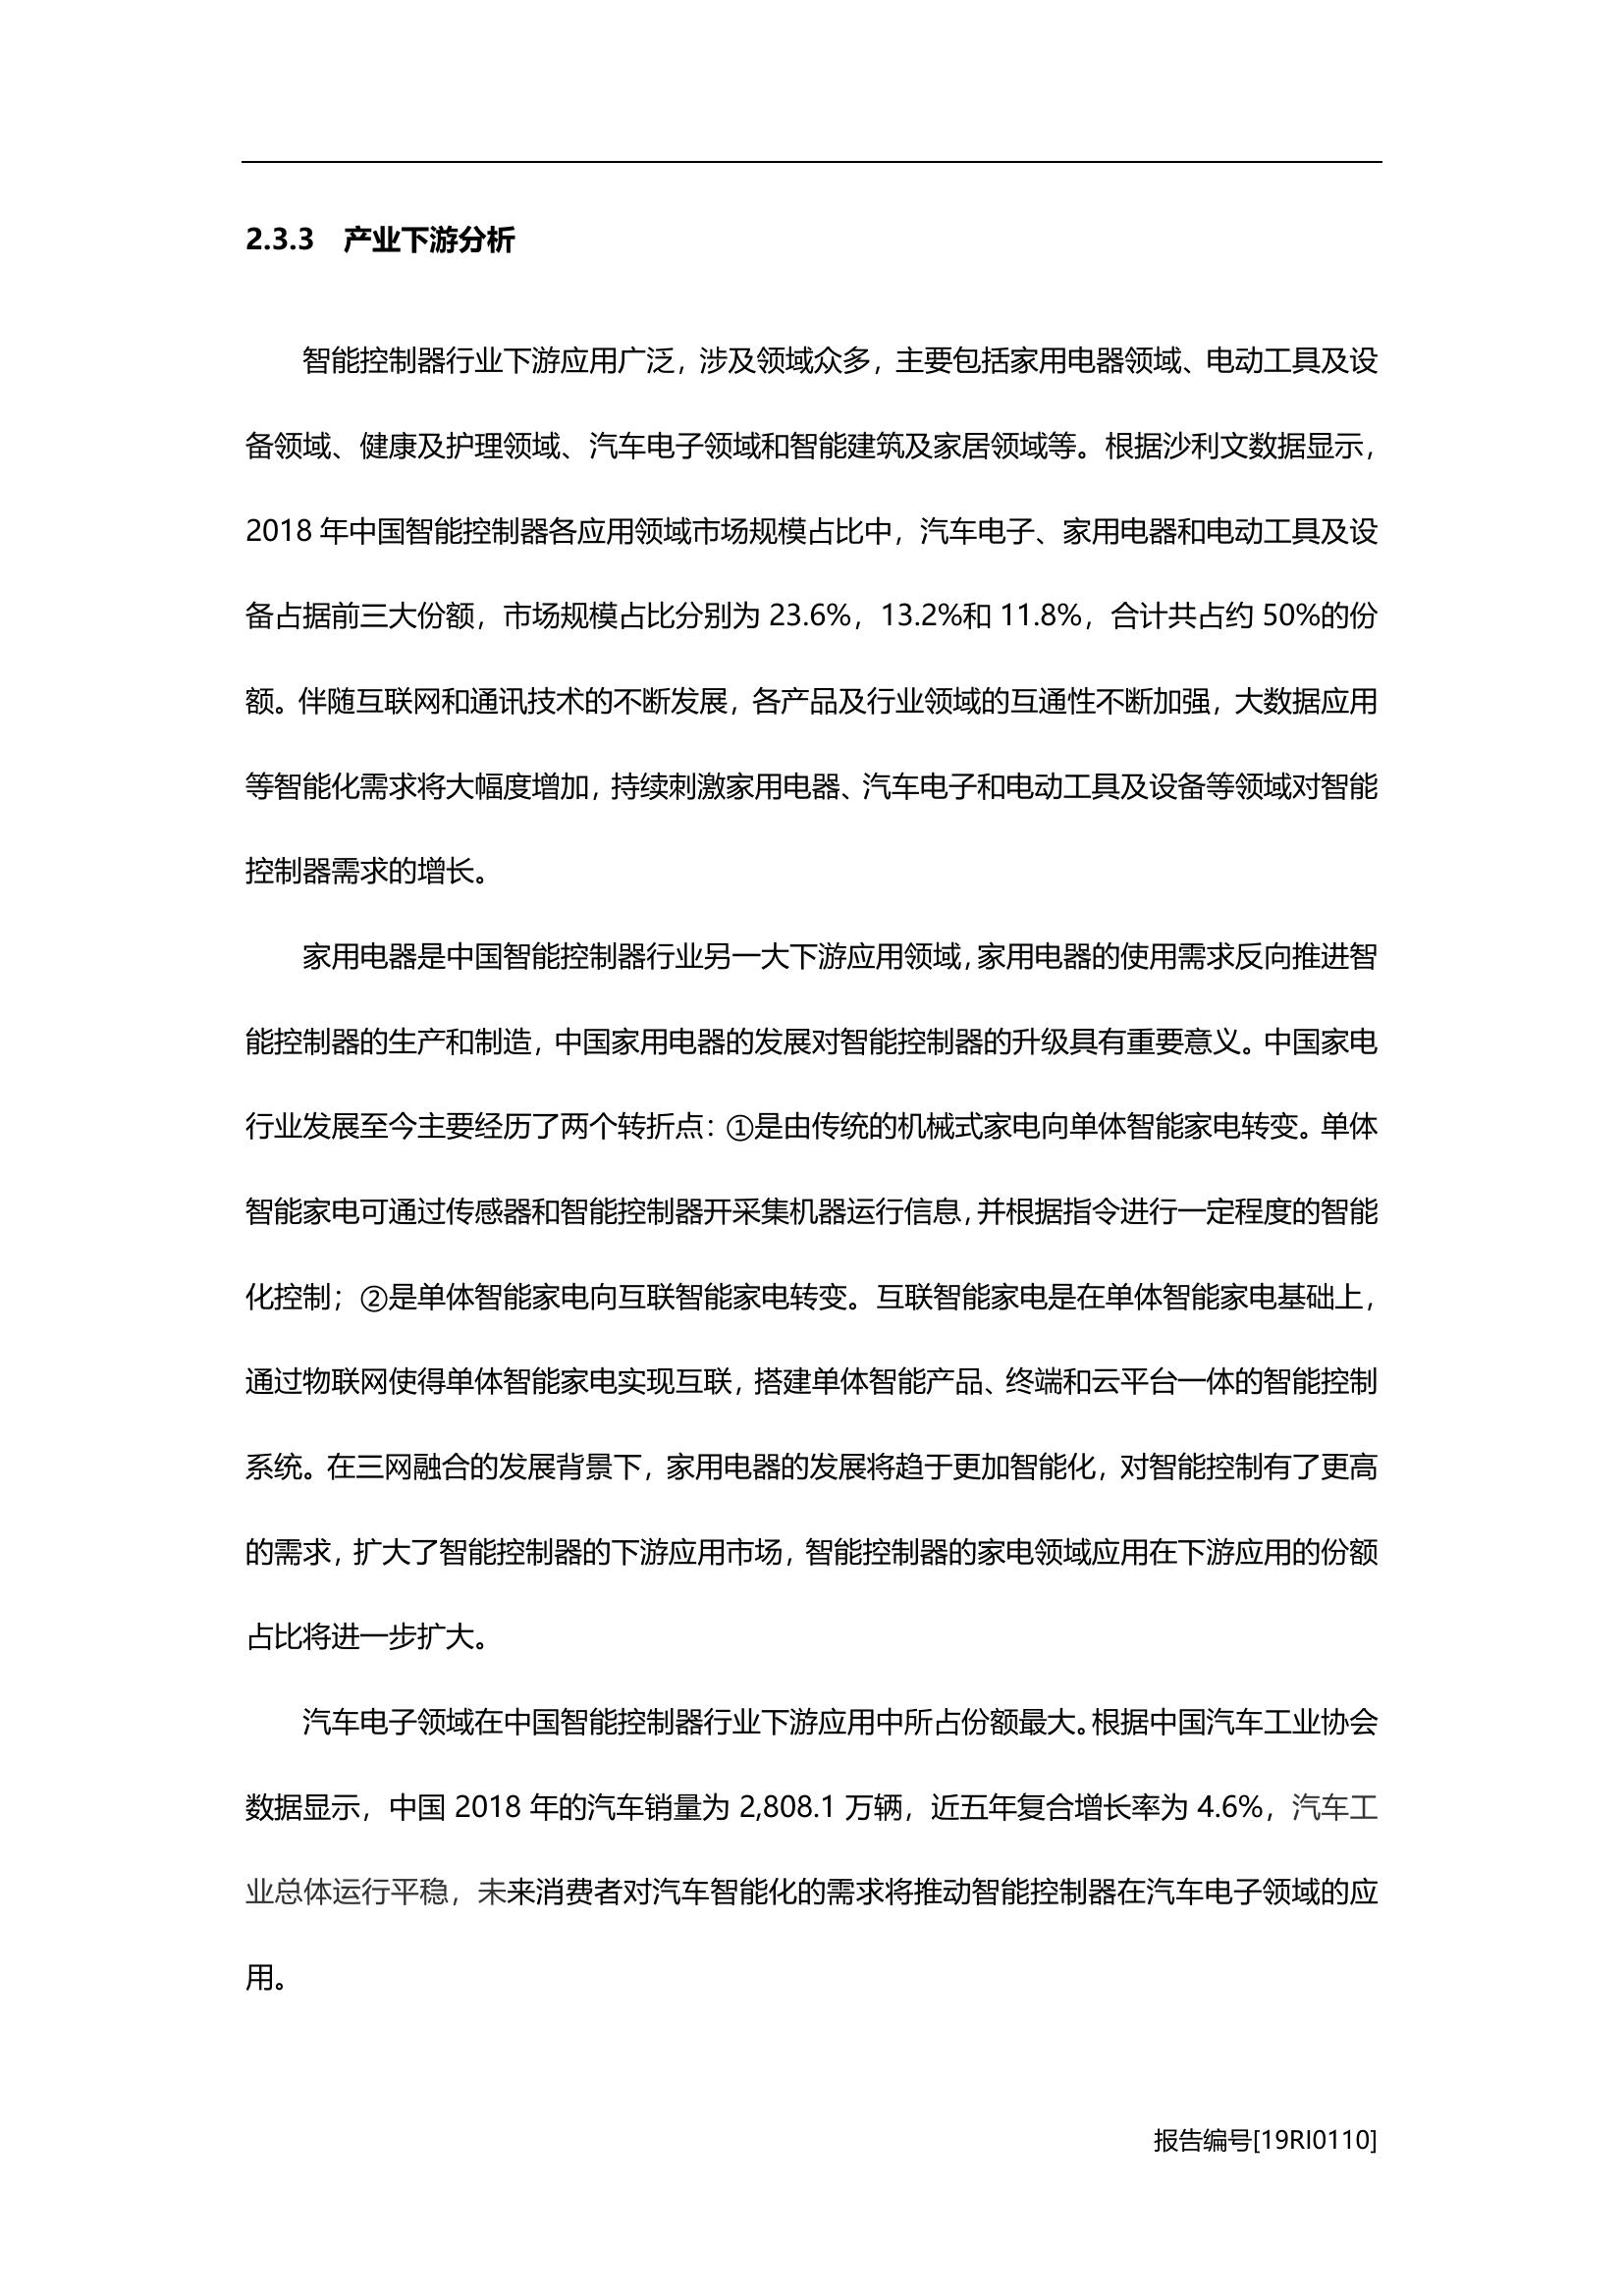 2.3.3 产业下游分析
智能控制器行业下游应用广泛，涉及领域众多，主要包括家用电器领域、电动工具及设
备领域、健康及护理领域、汽车电子领域和智能建筑及家居领域等。根据沙利文数据显示，
2018 年中国智能控制器各应用领域市场规模占比中，汽车电子、家用电器和电动工具及设
备占据前三大份额，市场规模占比分别为 23.6%，13.2%和 11.8%，合计共占约 50%的份
额。伴随互联网和通讯技术的不断发展，各产品及行业领域的互通性不断加强，大数据应用
等智能化需求将大幅度增加，持续刺激家用电器、汽车电子和电动工具及设备等领域对智能
控制器需求的增长。
家用电器是中国智能控制器行业另一大下游应用领域，家用电器的使用需求反向推进智
能控制器的生产和制造，中国家用电器的发展对智能控制器的升级具有重要意义。中国家电
行业发展至今主要经历了两个转折点：①是由传统的机械式家电向单体智能家电转变。单体
智能家电可通过传感器和智能控制器开采集机器运行信息，并根据指令进行一定程度的智能
化控制；②是单体智能家电向互联智能家电转变。互联智能家电是在单体智能家电基础上，
通过物联网使得单体智能家电实现互联，搭建单体智能产品、终端和云平台一体的智能控制
系统。在三网融合的发展背景下，家用电器的发展将趋于更加智能化，对智能控制有了更高
的需求，扩大了智能控制器的下游应用市场，智能控制器的家电领域应用在下游应用的份额
占比将进一步扩大。
汽车电子领域在中国智能控制器行业下游应用中所占份额最大。根据中国汽车工业协会
数据显示，中国 2018 年的汽车销量为 2,808.1 万辆，近五年复合增长率为 4.6%，汽车工
业总体运行平稳，未来消费者对汽车智能化的需求将推动智能控制器在汽车电子领域的应
用。
报告编号[19RI0110]